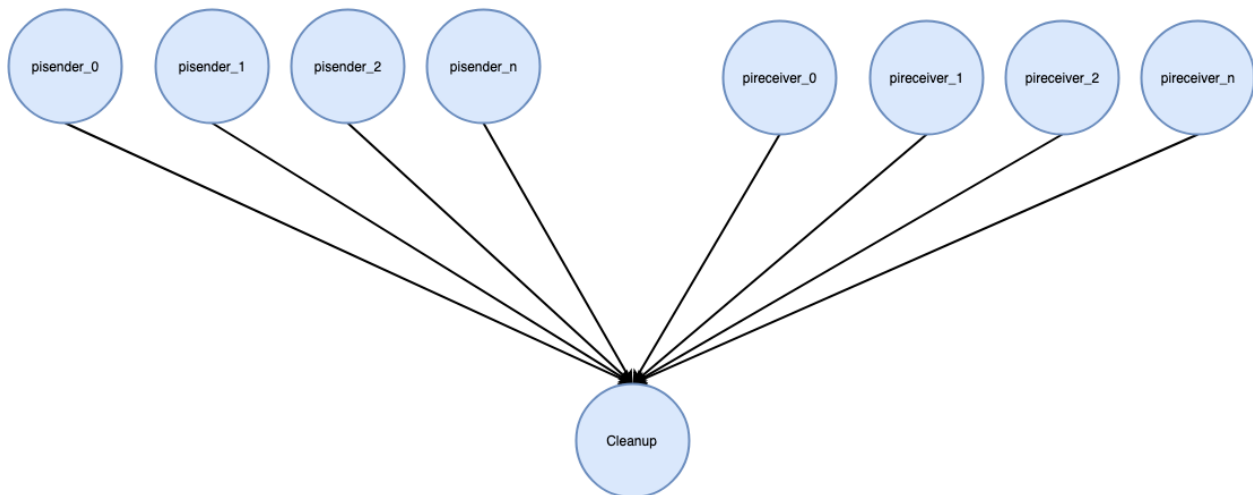 pisender_0
pisender_1
pisender_2
pisender_n
pireceiver_0
pireceiver_1
pireceiver_2
pireceiver_n
Cleanup